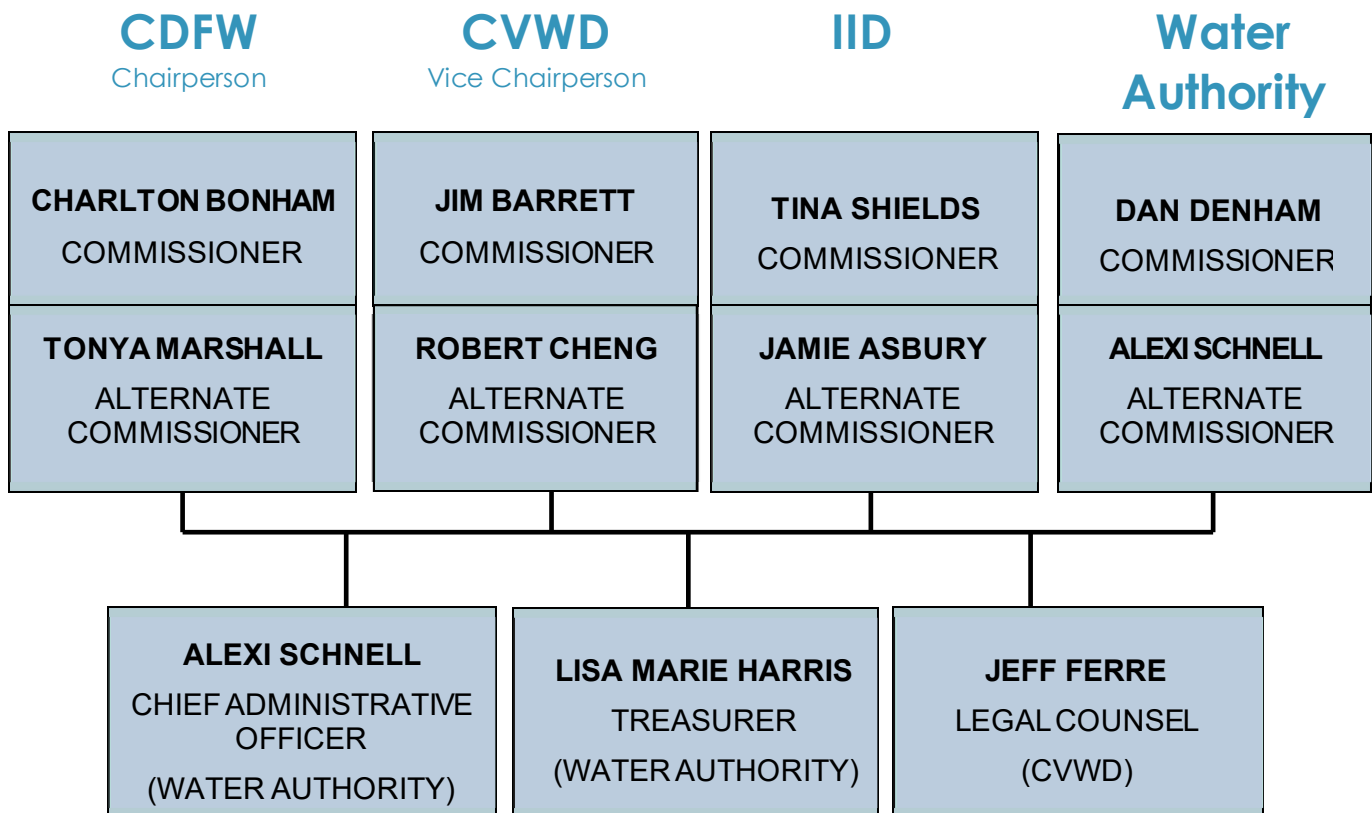 CDFW
Chairperson
CVWD
Vice Chairperson
IID
Water
Authority
CHARLTON BONHAM
COMMISSIONER
JIM BARRETT
COMMISSIONER
TINA SHIELDS
COMMISSIONER
DAN DENHAM
COMMISSIONER
TONYA MARSHALL
ALTERNATE
COMMISSIONER
ROBERT CHENG
ALTERNATE
COMMISSIONER
JAMIE ASBURY
ALTERNATE
COMMISSIONER
ALEXI SCHNELL
ALTERNATE
COMMISSIONER
ALEXI SCHNELL
CHIEF ADMINISTRATIVE
OFFICER
(WATER AUTHORITY)
LISA MARIE HARRIS
TREASURER
(WATER AUTHORITY)
JEFF FERRE
LEGAL COUNSEL
(CVWD)